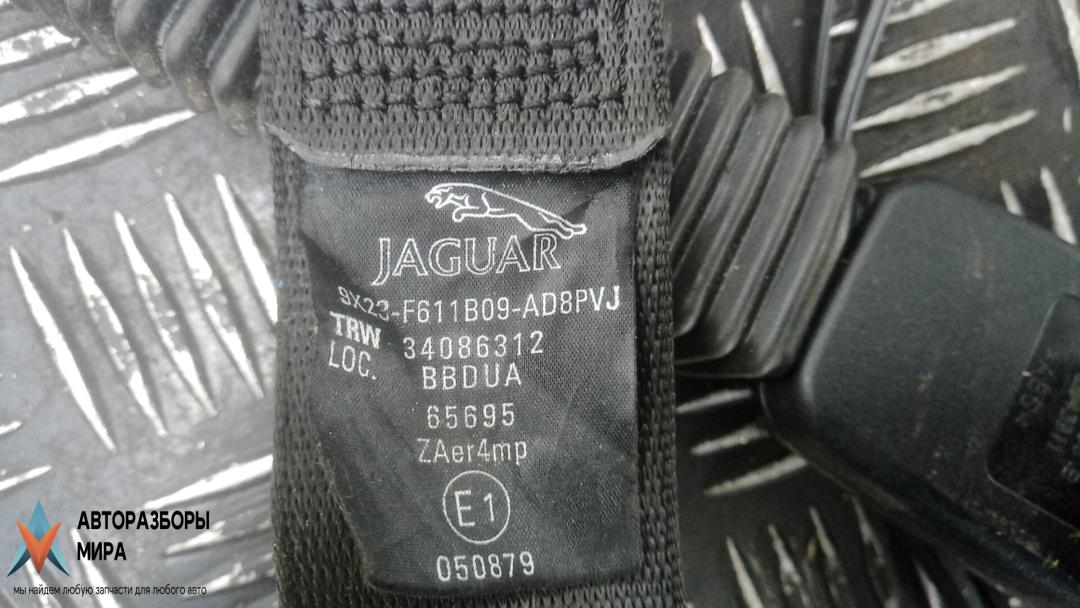 JAGUAR
9X23-F611B09-AD8PVJ
TRW 34086312
LOC. BBDUA
65695
ZAer4mp
E1
050879
АВТОРАЗБОРЫ
МИРА
мы найдем любую запчасти для любого авто